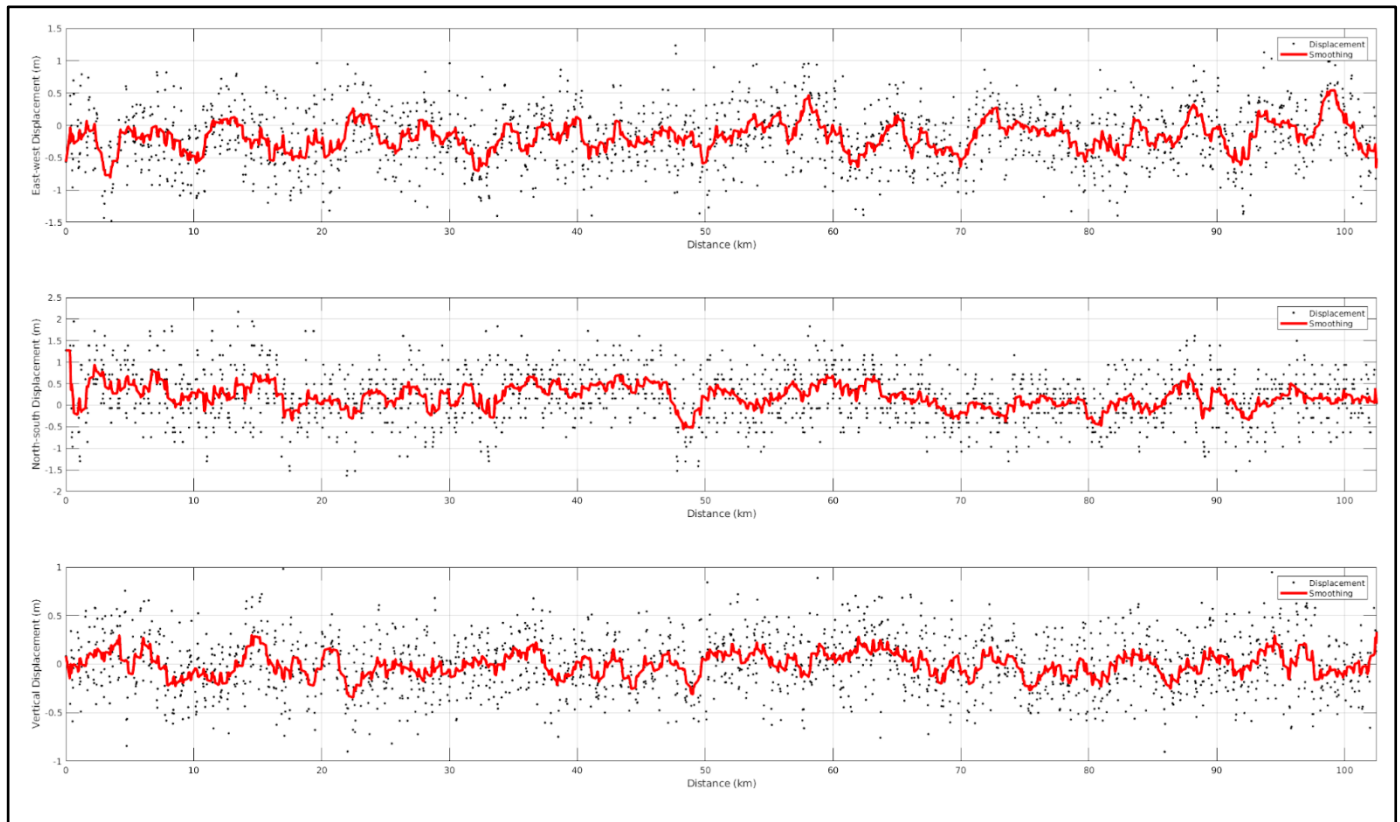 1.5
1
0.5
0
-0.5
-1
-1.5
East-west Displacement (m)
Displacement
Smoothing
0 10 20 30 40 50 60 70 80 90 100
Distance (km)
2.5
2
1.5
1
0.5
0
-0.5
-1
-1.5
-2
North-south Displacement (m)
Displacement
Smoothing
0 10 20 30 40 50 60 70 80 90 100
Distance (km)
1
0.5
0
-0.5
-1
Vertical Displacement (m)
Displacement
Smoothing
0 10 20 30 40 50 60 70 80 90 100
Distance (km)